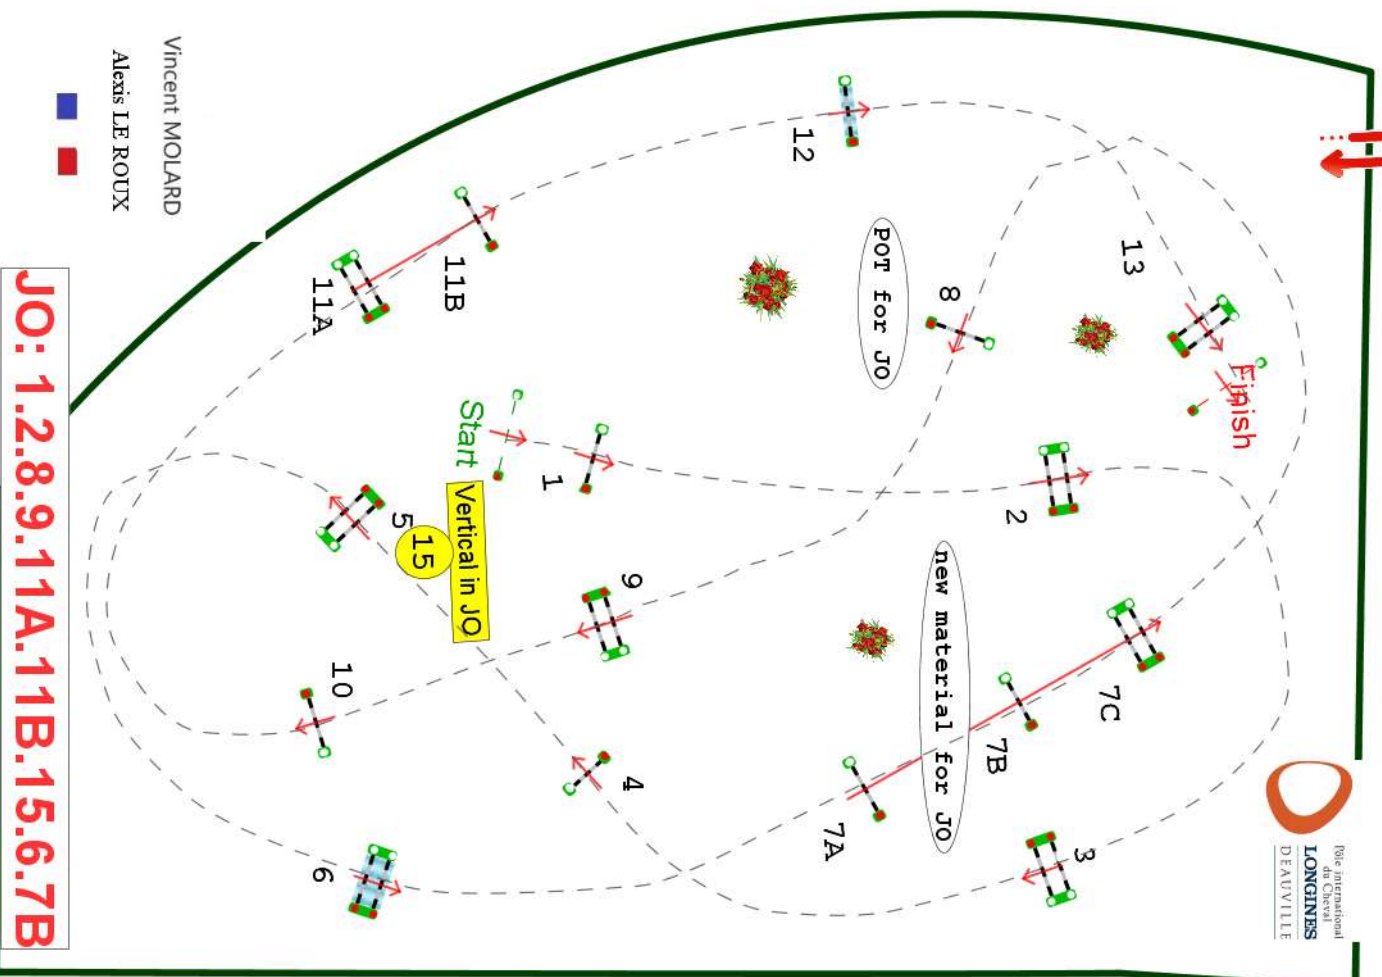 Vincent MOLARD
Alexis LE ROUX
JO: 1.2.8.9.11A.11B.15.6.7B
12
13
11B
11A
POT for JO
8
Finish
Start
1
2
Vertical in JO
5
15
9
new material for JO
10
4
7C
7B
7A
3
6
Pôle international
du Cheval
LONGINES
DEAUVILLE